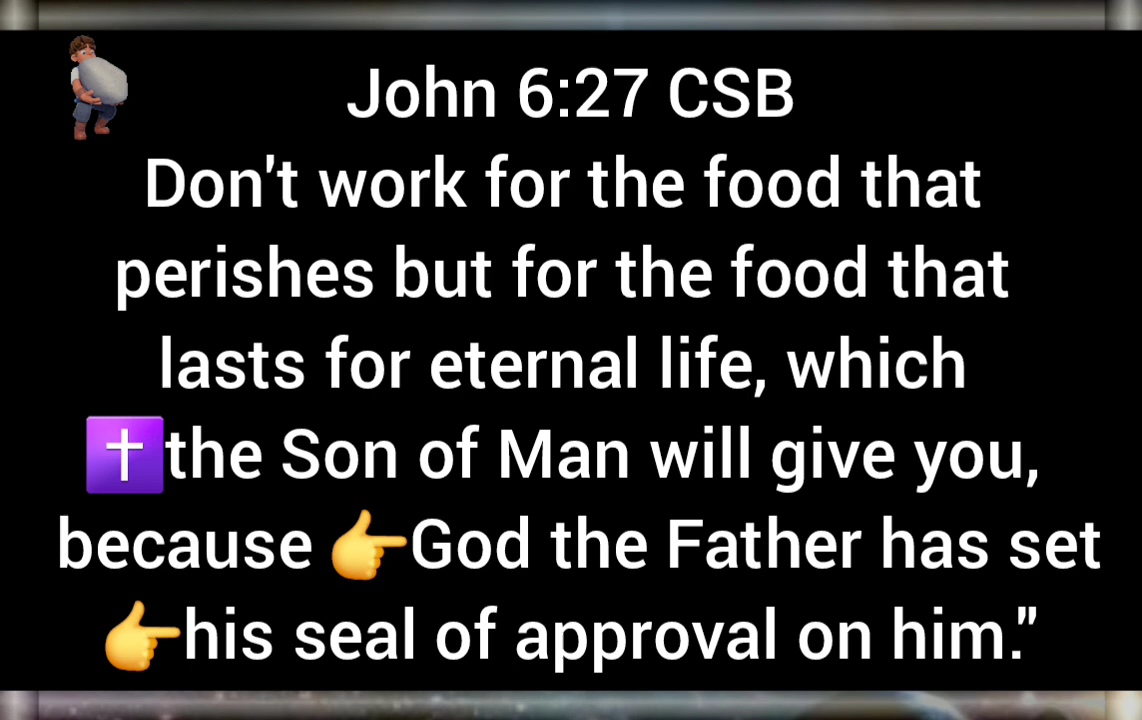 John 6:27 CSB
Don't work for the food that
perishes but for the food that
lasts for eternal life, which
✝️the Son of Man will give you,
because 👉God the Father has set
👉his seal of approval on him."